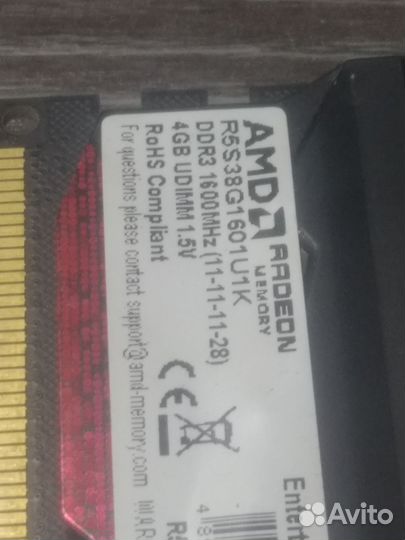 AMD RADEON
MEMORY
R5S38G1601U1K
DDR3 1600MHz (11-11-11-28)
4GB UDIMM 1.5V
RoHS Compliant
For questions please contact support@amd-memory.com
CE
Avito